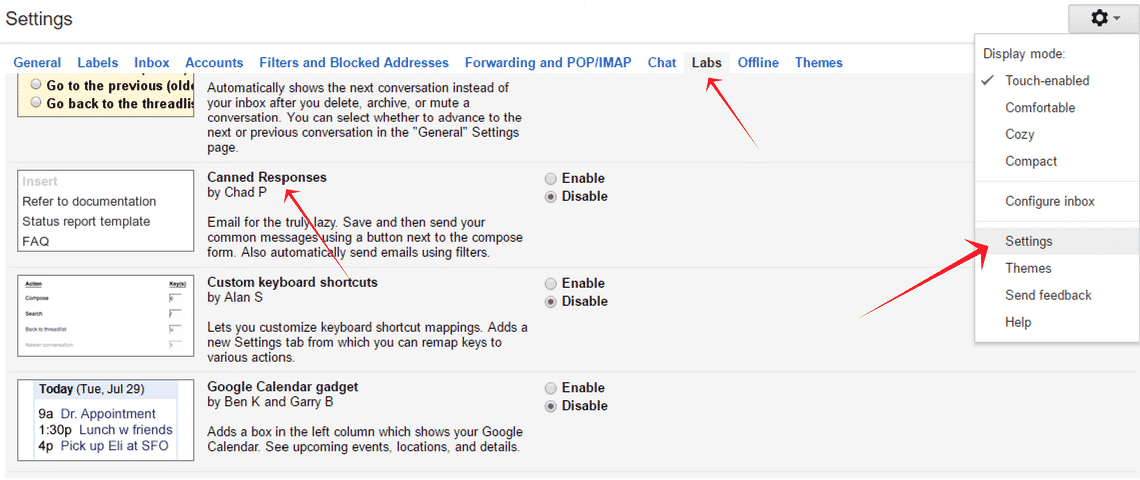 Settings
General Labels Inbox Accounts Filters and Blocked Addresses Forwarding and POP/IMAP Chat Labs Offline Themes
Go to the previous (olde
Go back to the threadlis
Automatically shows the next conversation instead of
your inbox after you delete, archive, or mute a
conversation. You can select whether to advance to the
next or previous conversation in the "General" Settings
page.
Insert
Refer to documentation
Status report template
FAQ
Canned Responses
by Chad P
Email for the truly lazy. Save and then send your
common messages using a button next to the compose
form. Also automatically send emails using filters.
Enable
Disable
Action Key(s)
Compose c
Search /
Back to threadlist u
Newer conversation k
Custom keyboard shortcuts
by Alan S
Lets you customize keyboard shortcut mappings. Adds a
new Settings tab from which you can remap keys to
various actions.
Enable
Disable
Today (Tue, Jul 29)
9a Dr. Appointment
1:30p Lunch w friends
4p Pick up Eli at SFO
Google Calendar gadget
by Ben K and Garry B
Adds a box in the left column which shows your Google
Calendar. See upcoming events, locations, and details.
Enable
Disable
Display mode:
Touch-enabled
Comfortable
Cozy
Compact
Configure inbox
Settings
Themes
Send feedback
Help